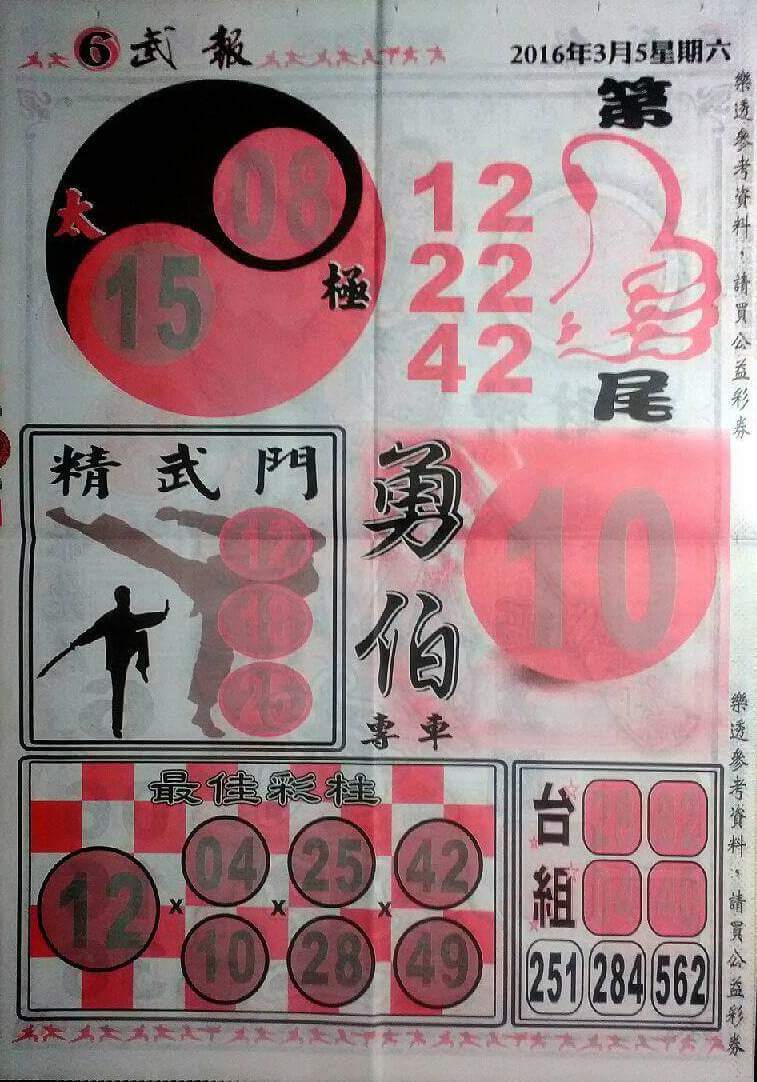 6 武報
2016年3月5星期六
樂透參考資料，請買公益彩券
太極
08
15
第
尾
12
22
42
精武門
勇伯
專車
10
最佳彩柱
12 x 04 x 25 x 42
10 28 49
台組
251 284 562
樂透參考資料，請買公益彩券